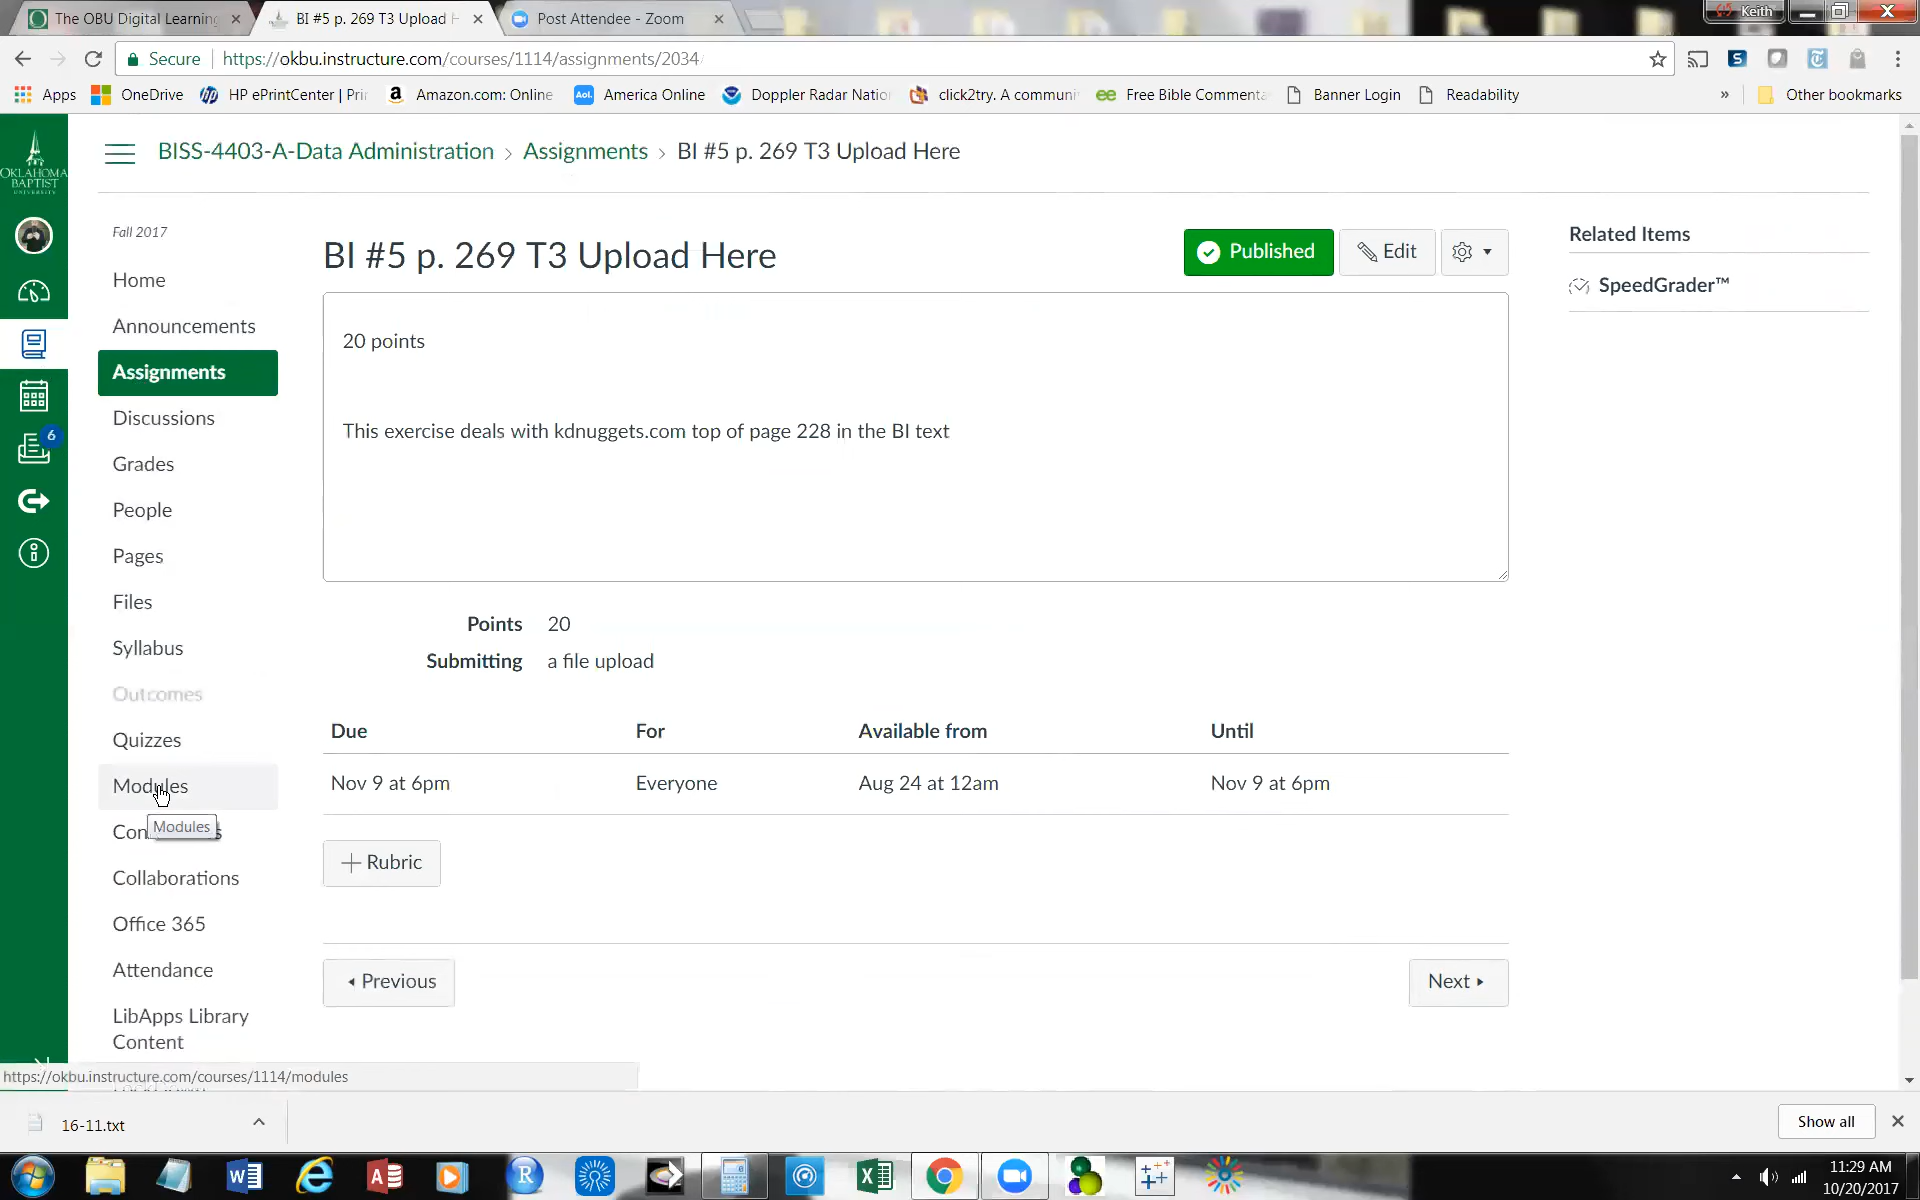 The OBU Digital Learning
BI #5 p. 269 T3 Upload H
Post Attendee - Zoom
Keith
Secure
https://okbu.instructure.com/courses/1114/assignments/2034
Apps
OneDrive
HP ePrintCenter | Pri
Amazon.com: Online
America Online
Doppler Radar Natio
click2try. A communi
Free Bible Commenta
Banner Login
Readability
»
Other bookmarks
OKLAHOMA
BAPTIST
UNIVERSITY
BISS-4403-A-Data Administration › Assignments › BI #5 p. 269 T3 Upload Here
6
Fall 2017
Home
Announcements
Assignments
Discussions
Grades
People
Pages
Files
Syllabus
Outcomes
Quizzes
Modules
Modules
Collaborations
Office 365
Attendance
LibApps Library
Content
BI #5 p. 269 T3 Upload Here
Published
Edit
20 points
This exercise deals with kdnuggets.com top of page 228 in the BI text
Points 20
Submitting a file upload
Due For Available from Until
Nov 9 at 6pm Everyone Aug 24 at 12am Nov 9 at 6pm
+ Rubric
Previous
Next
Related Items
SpeedGrader™
https://okbu.instructure.com/courses/1114/modules
16-11.txt
Show all
11:29 AM
10/20/2017